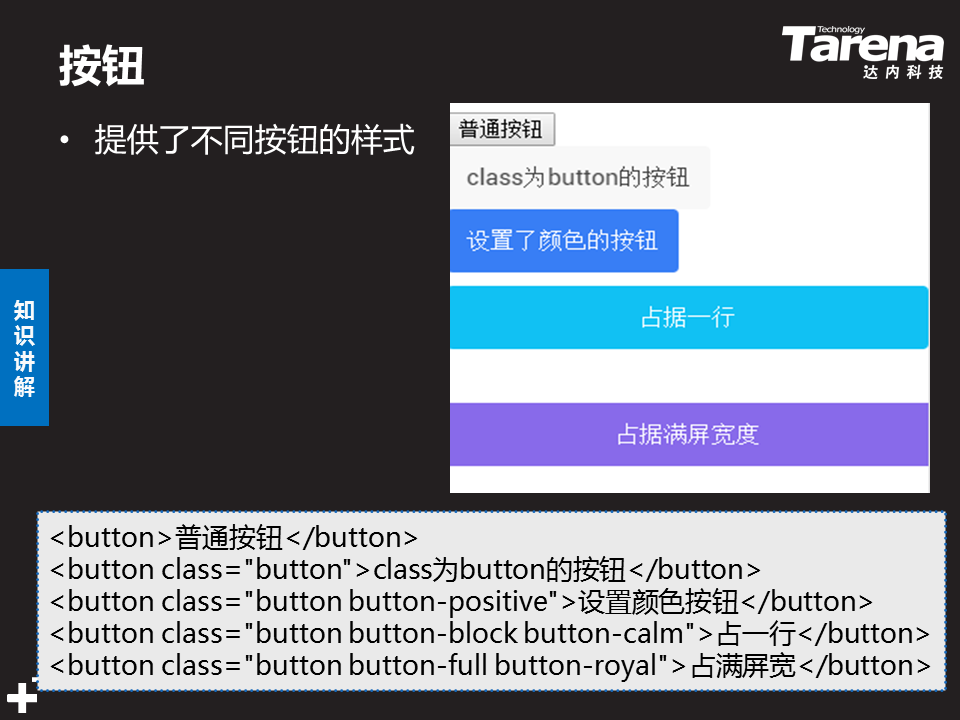 按钮
Technology
Tarena
达内科技
• 提供了不同按钮的样式
普通按钮
class为button的按钮
设置了颜色的按钮
占据一行
占据满屏宽度
知识讲解
<button>普通按钮</button>
<button class="button">class为button的按钮</button>
<button class="button button-positive">设置颜色按钮</button>
<button class="button button-block button-calm">占一行</button>
<button class="button button-full button-royal">占满屏宽</button>